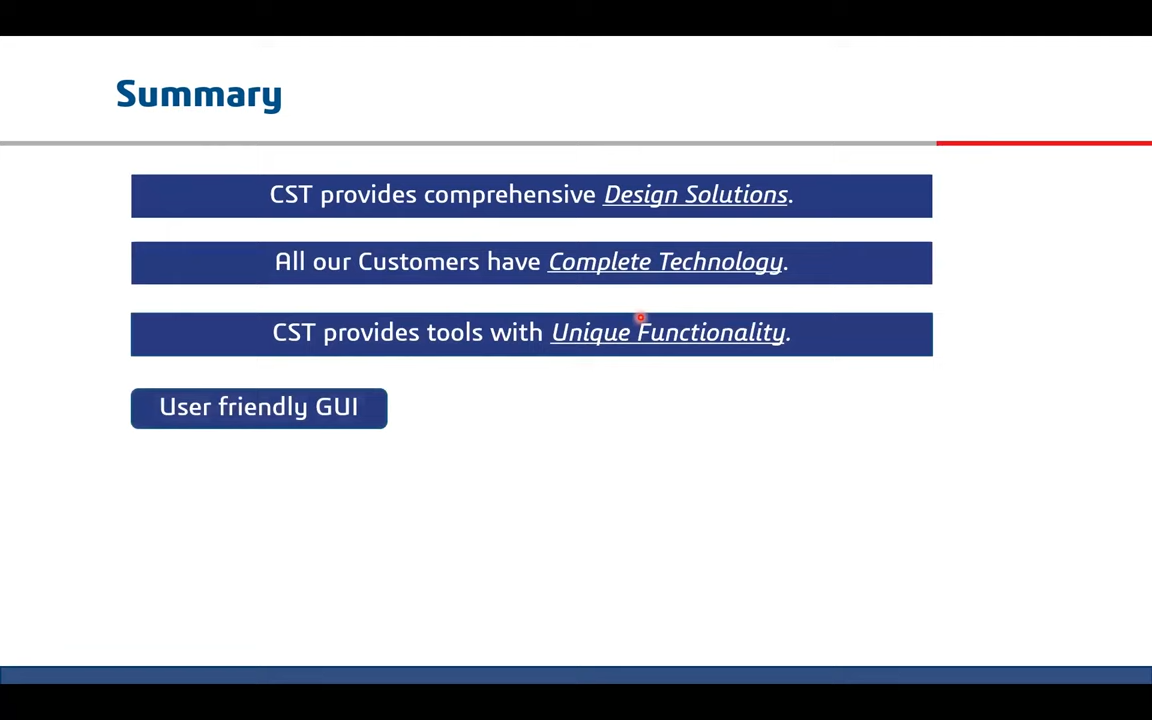 Summary
CST provides comprehensive Design Solutions.
All our Customers have Complete Technology.
CST provides tools with Unique Functionality.
User friendly GUI